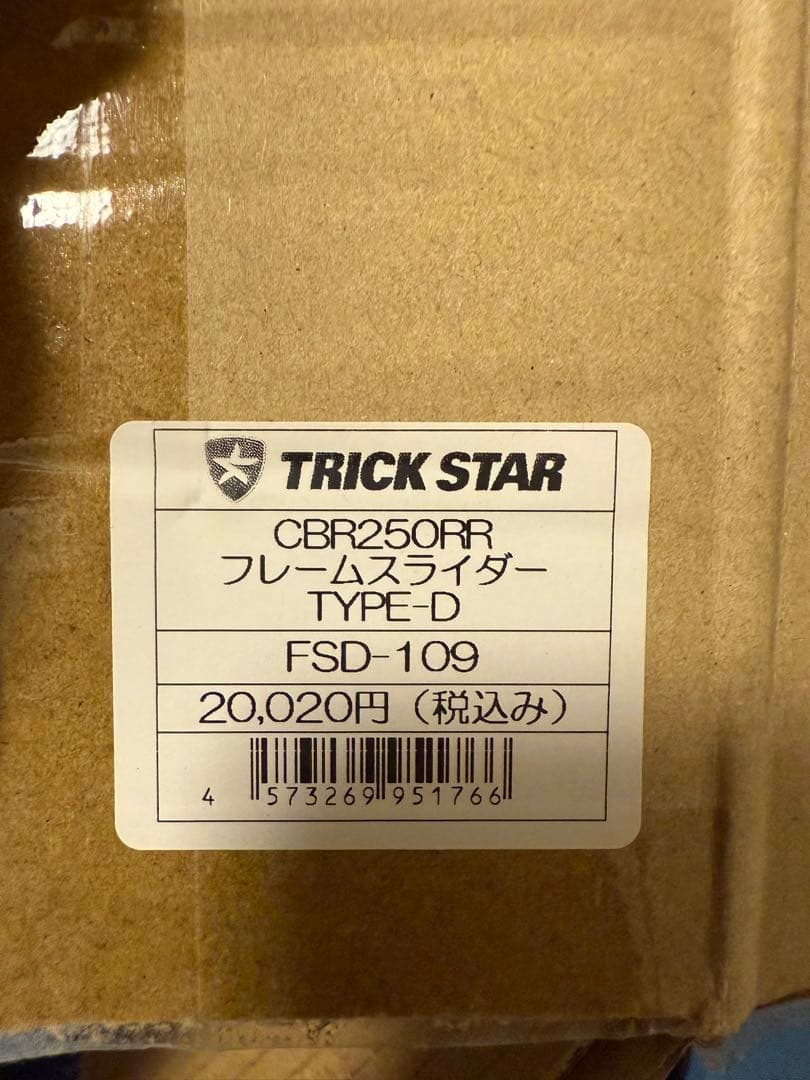 TRICK STAR
CBR250RR
フレームスライダー
TYPE-D
FSD-109
20,020円（税込み）
4 573269 951766